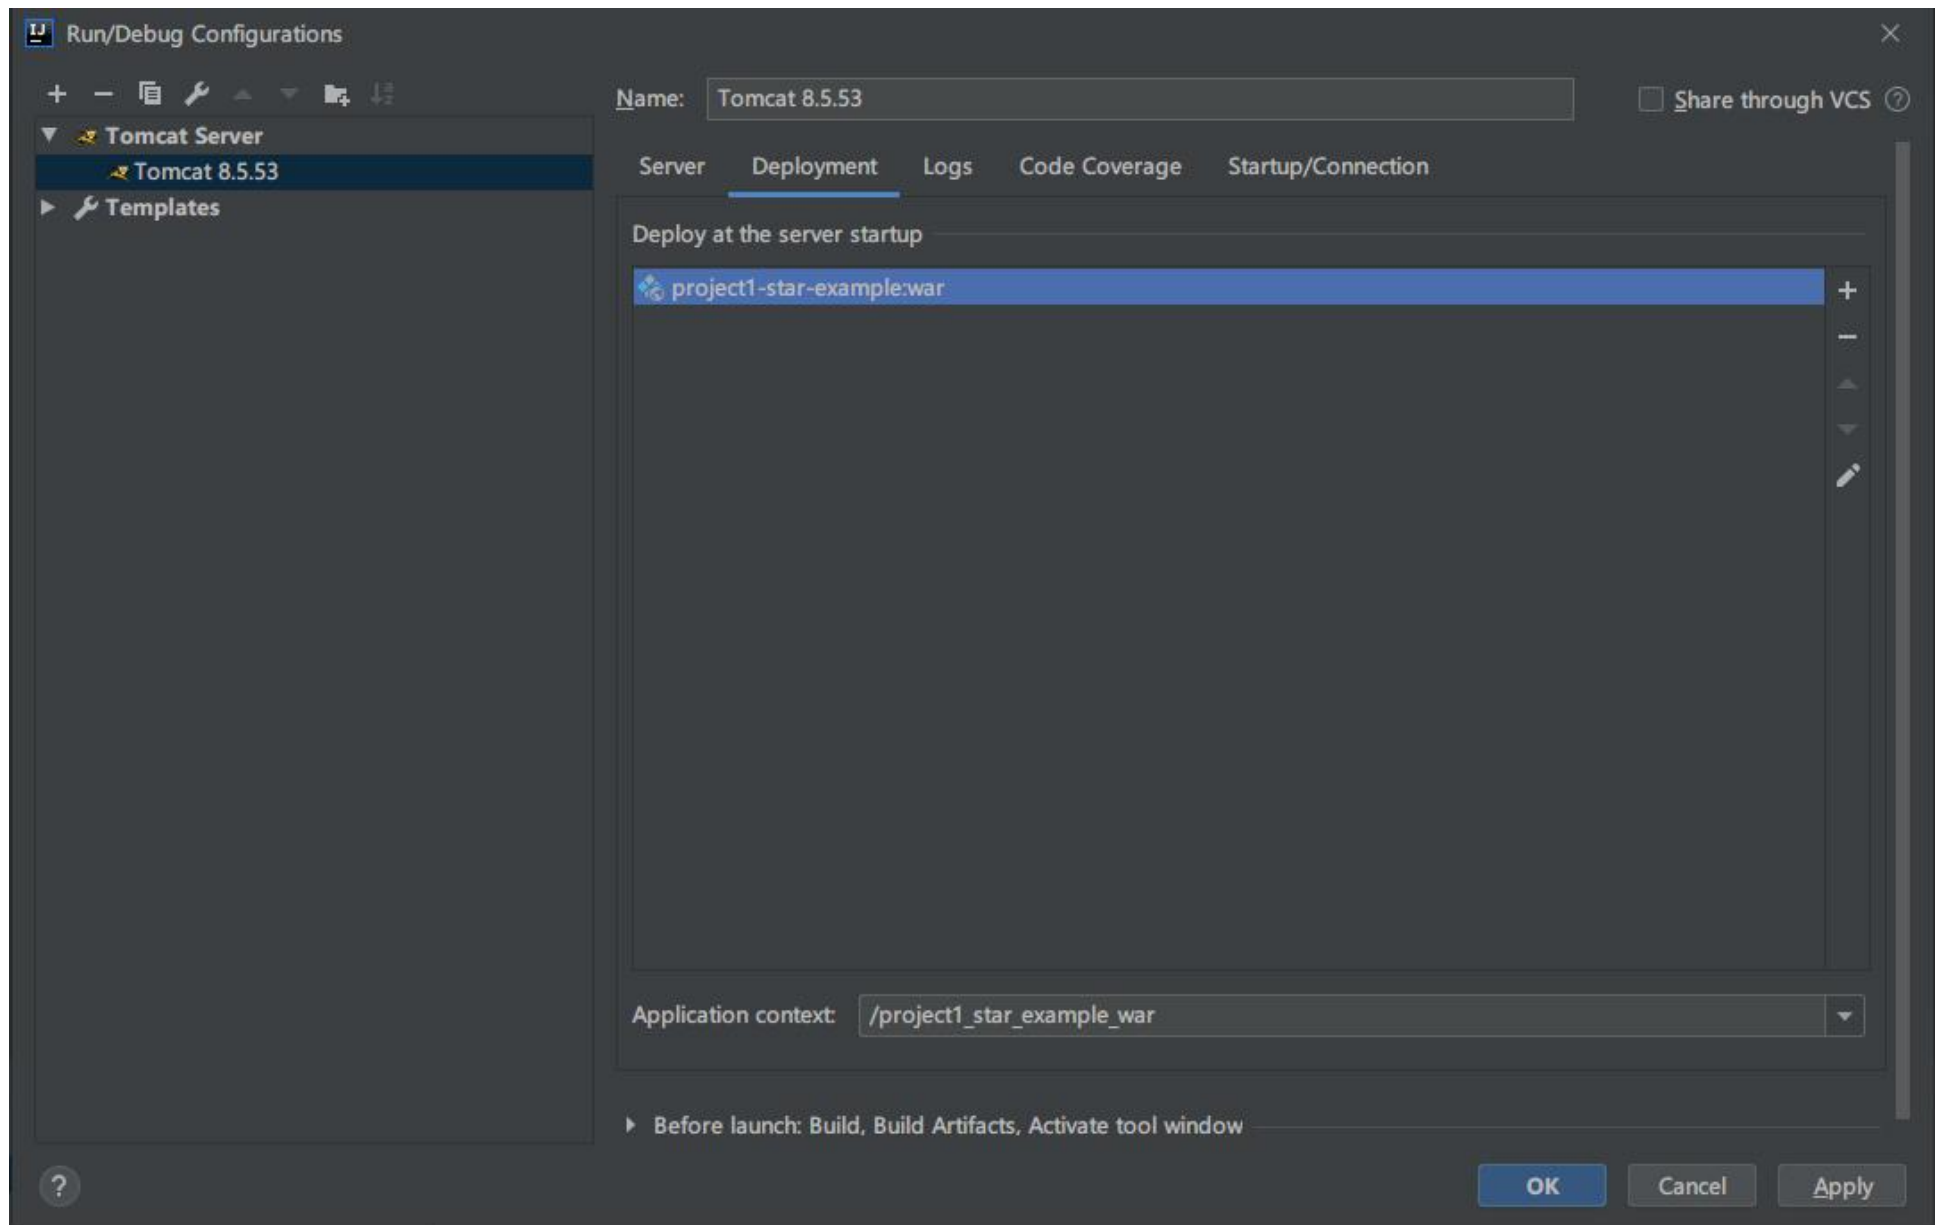 Run/Debug Configurations
Name: Tomcat 8.5.53
Share through VCS ?
Tomcat Server
Tomcat 8.5.53
Templates
Server Deployment Logs Code Coverage Startup/Connection
Deploy at the server startup
project1-star-example:war
Application context: /project1_star_example_war
Before launch: Build, Build Artifacts, Activate tool window
?
OK Cancel Apply